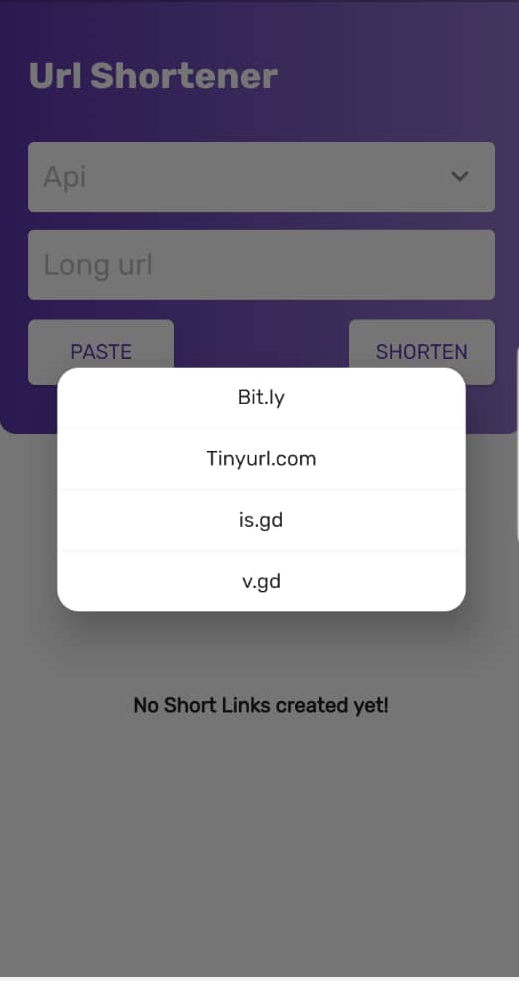 Url Shortener
Api
Long url
PASTE SHORTEN
Bit.ly
Tinyurl.com
is.gd
v.gd
No Short Links created yet!